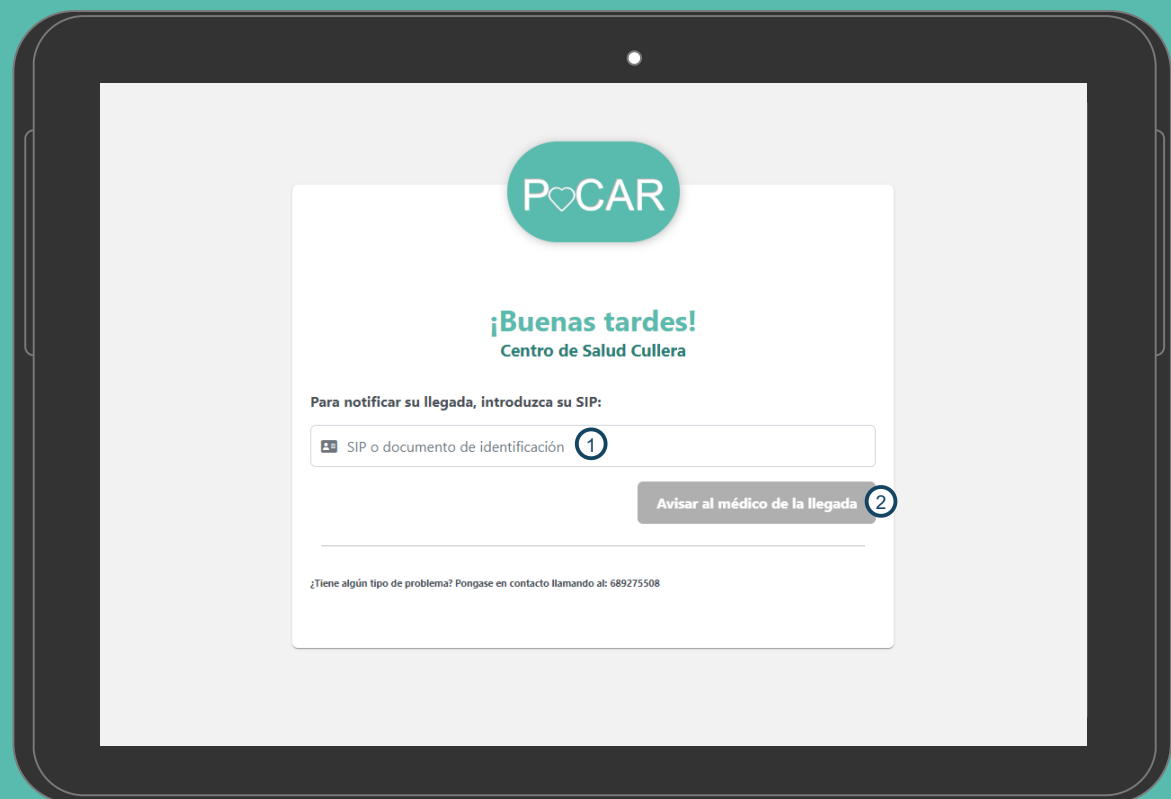 P♡CAR
¡Buenas tardes!
Centro de Salud Cullera
Para notificar su llegada, introduzca su SIP:
SIP o documento de identificación 1
Avisar al médico de la llegada 2
¿Tiene algún tipo de problema? Pongase en contacto llamando al: 689275508